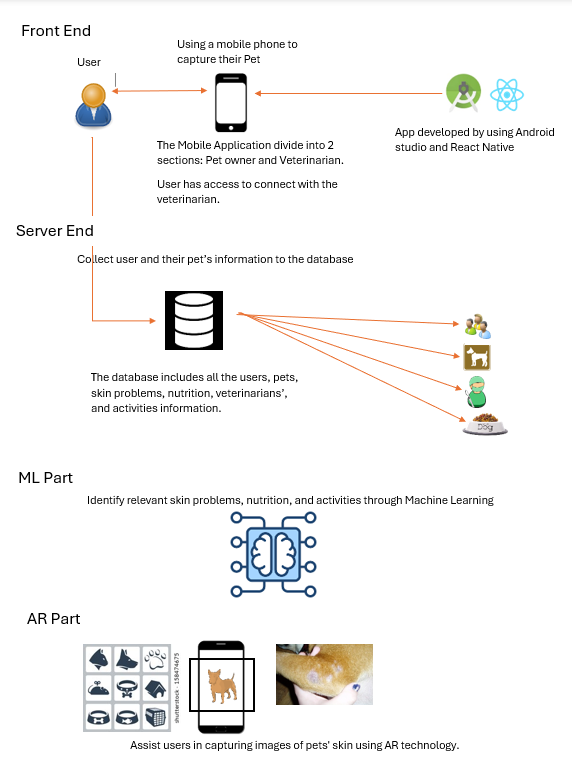 Front End
Using a mobile phone to
capture their Pet
User
App developed by using Android
studio and React Native
The Mobile Application divide into 2
sections: Pet owner and Veterinarian.
User has access to connect with the
veterinarian.
Server End
Collect user and their pet's information to the database
The database includes all the users, pets,
skin problems, nutrition, veterinarians',
and activities information.
Dog
ML Part
Identify relevant skin problems, nutrition, and activities through Machine Learning
AR Part
shutterstock · 158474675
Assist users in capturing images of pets' skin using AR technology.